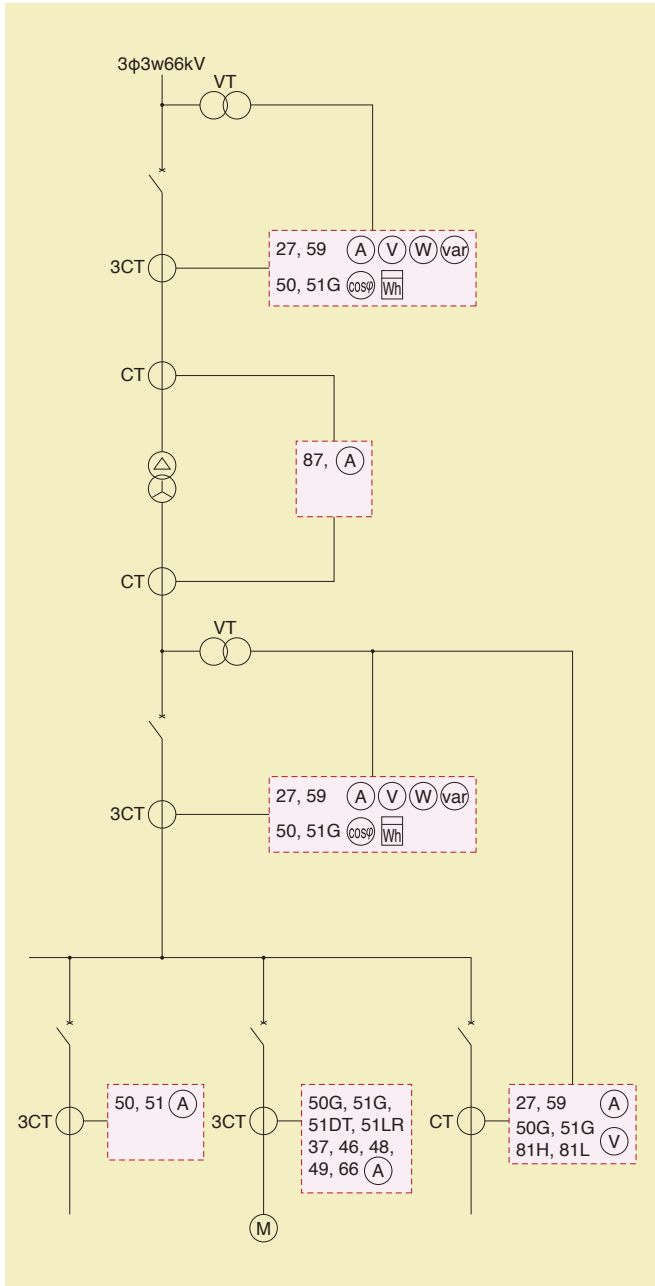 3φ3w66kV
VT
27, 59 A V W var
3CT
50, 51G cosφ Wh
CT
87, A
CT
VT
27, 59 A V W var
3CT
50, 51G cosφ Wh
3CT
50, 51 A
3CT
50G, 51G,
51DT, 51LR
37, 46, 48,
49, 66 A
M
CT
27, 59 A
50G, 51G
81H, 81L V